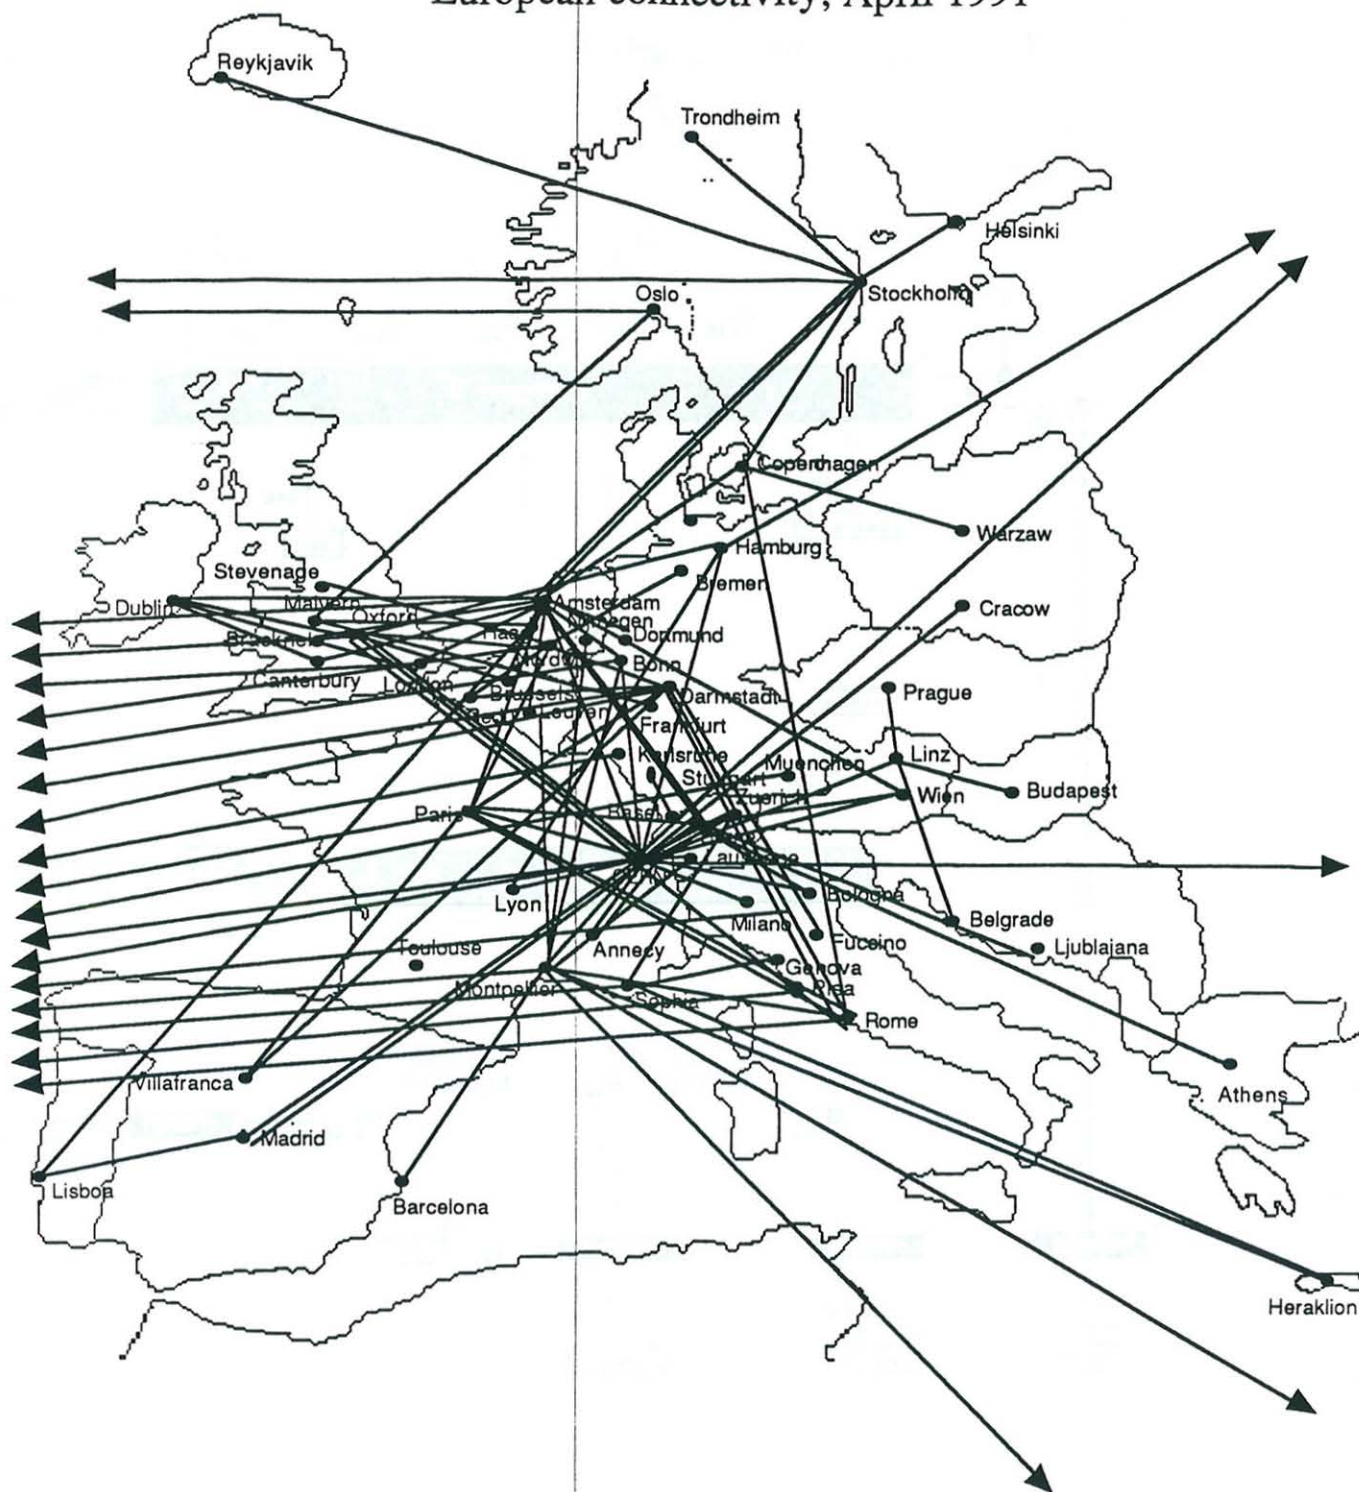 European connectivity, April 1991
Reykjavik
Trondheim
Helsinki
Stockholm
Oslo
Copenhagen
Warzaw
Hamburg
Bremen
Stevenage
Dublin
Malvern
Oxford
Amsterdam
Nijmegen
Cracow
Bracknell
Haag
Dortmund
Canterbury
London
Bonn
Brussels
Darmstadt
Prague
Leuven
Frankfurt
Karlsruhe
Muenchen
Linz
Stuttgart
Zuerich
Wien
Budapest
Paris
Basel
Lausanne
Lyon
Milano
Bologna
Belgrade
Toulouse
Annecy
Fuccino
Ljublajana
Genova
Montpellier
Sophia
Pisa
Rome
Villafranca
Athens
Madrid
Lisboa
Barcelona
Heraklion